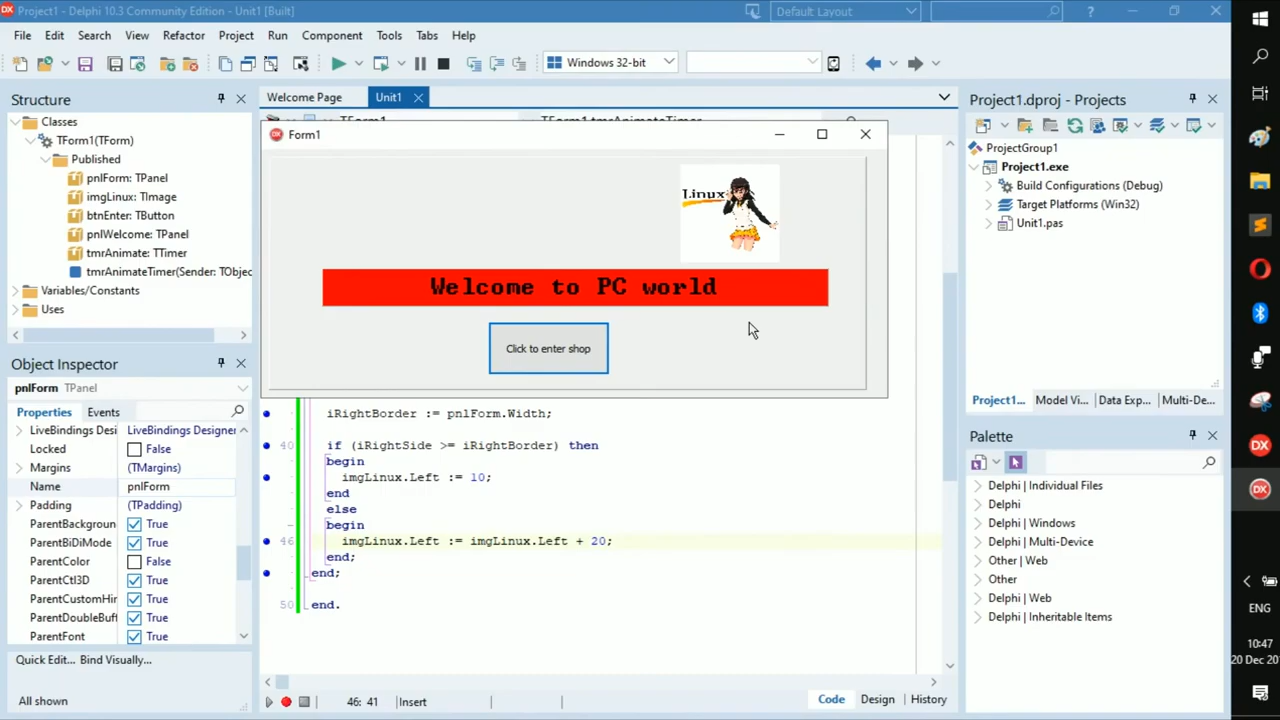 Project1 - Delphi 10.3 Community Edition - Unit1 [Built]
Default Layout
File Edit Search View Refactor Project Run Component Tools Tabs Help
Windows 32-bit
Structure
Classes
TForm1(TForm)
Published
pnlForm: TPanel
imgLinux: TImage
btnEnter: TButton
pnlWelcome: TPanel
tmrAnimate: TTimer
tmrAnimateTimer(Sender: TObjec
Variables/Constants
Uses
Object Inspector
pnlForm TPanel
Properties Events
LiveBindings Desi LiveBindings Designer
Locked False
Margins (TMargins)
Name pnlForm
Padding (TPadding)
ParentBackgroun True
ParentBiDiMode True
ParentColor False
ParentCtl3D True
ParentCustomHin True
ParentDoubleBuff True
ParentFont True
Quick Edit... Bind Visually...
All shown
Welcome Page Unit1
Form1
Linux
Welcome to PC world
Click to enter shop
iRightBorder := pnlForm.Width;
40 if (iRightSide >= iRightBorder) then
begin
imgLinux.Left := 10;
end
else
begin
46 imgLinux.Left := imgLinux.Left + 20;
end;
end;
50 end.
46: 41 Insert
Code Design History
Project1.dproj - Projects
ProjectGroup1
Project1.exe
Build Configurations (Debug)
Target Platforms (Win32)
Unit1.pas
Project1... Model Vi... Data Exp... Multi-De...
Palette
Delphi | Individual Files
Delphi
Delphi | Windows
Delphi | Multi-Device
Other | Web
Other
Delphi | Web
Delphi | Inheritable Items
ENG
10:47
20 Dec 20